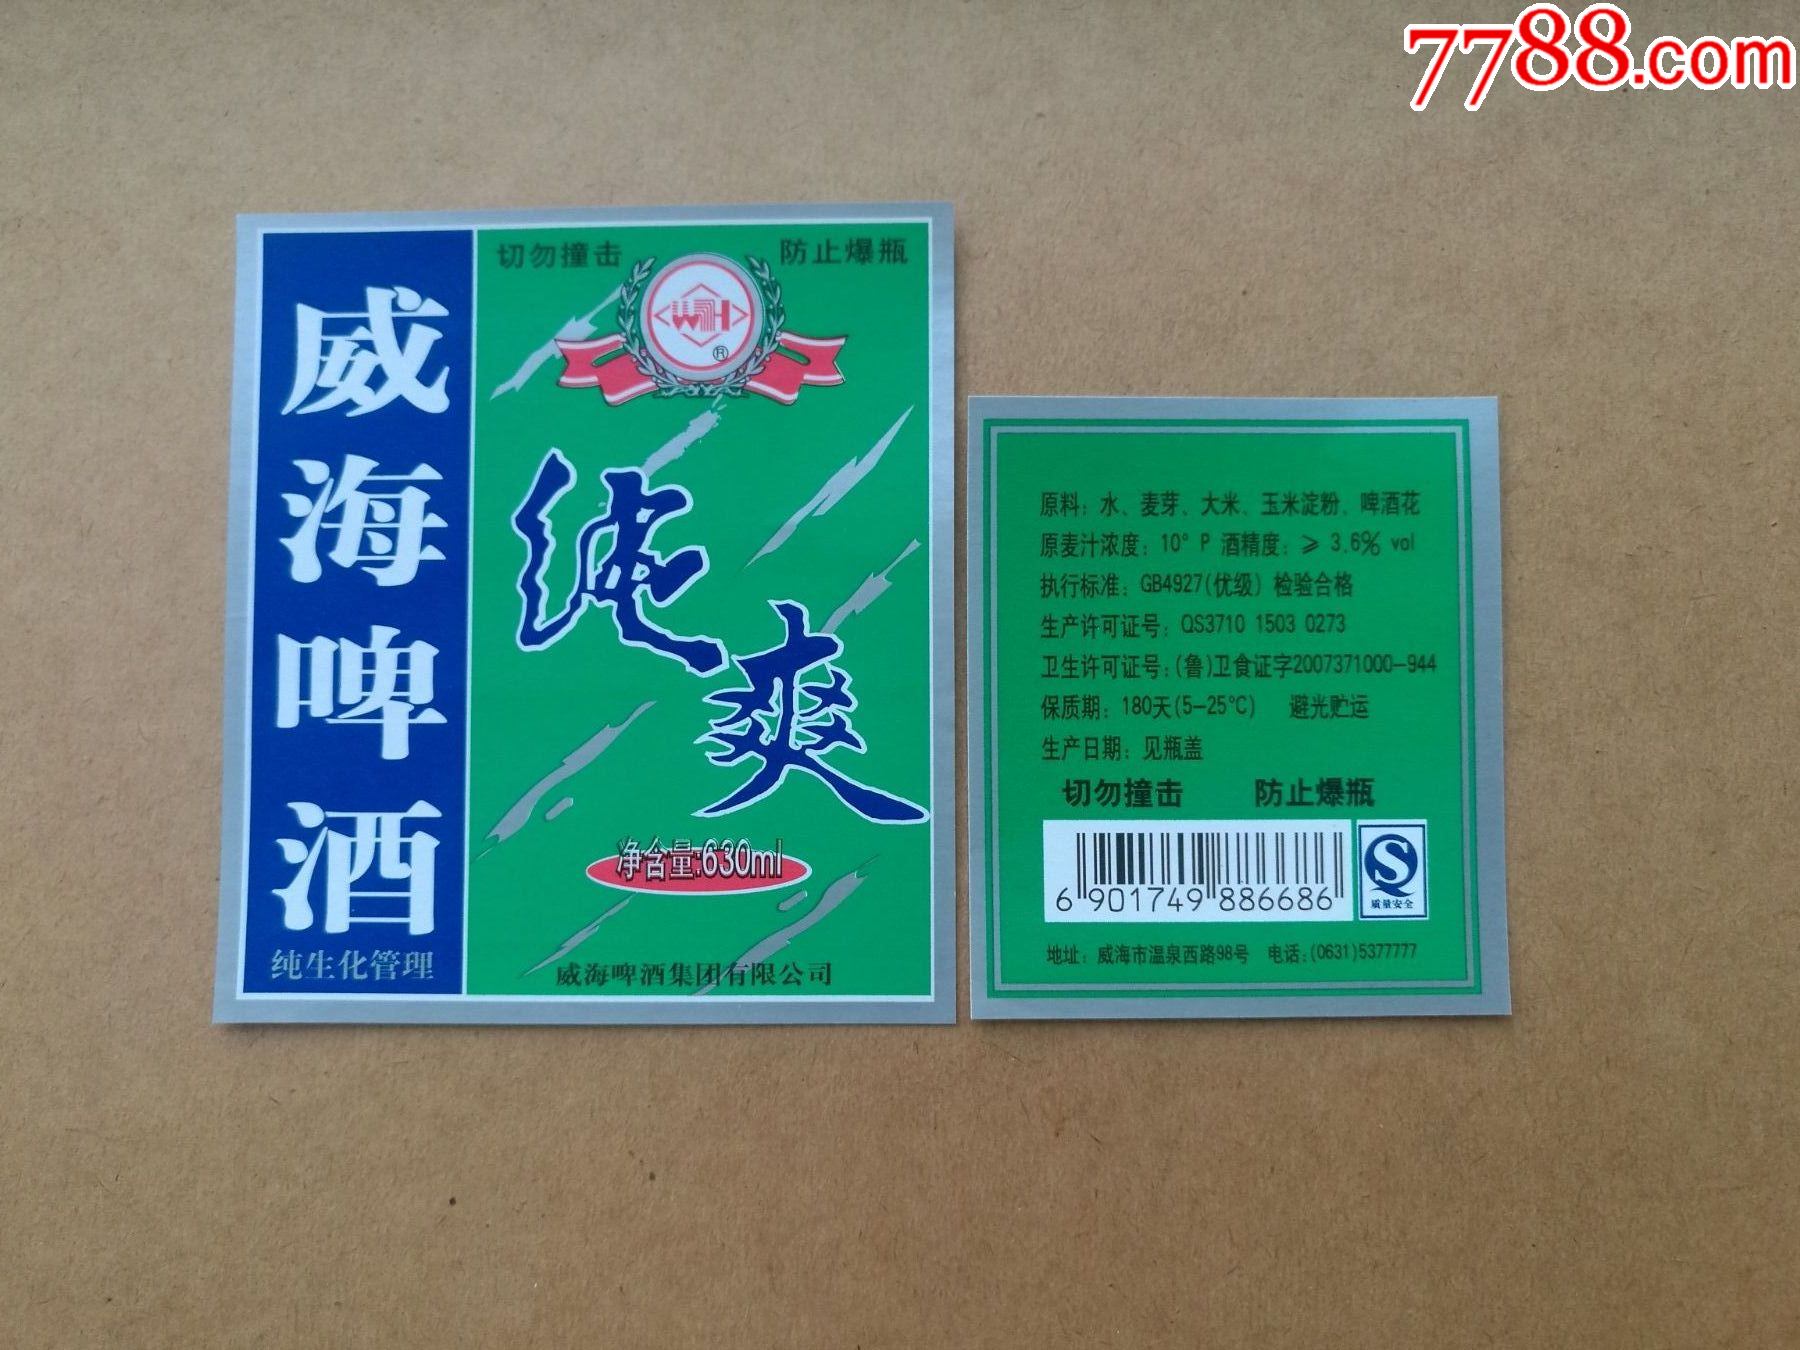 7788.com
切勿撞击 防止爆瓶
WH
®
威海啤酒
纯生化管理
纯爽
净含量:630ml
威海啤酒集团有限公司
原料：水、麦芽、大米、玉米淀粉、啤酒花
原麦汁浓度：10°P 酒精度：≥3.6% vol
执行标准：GB4927(优级) 检验合格
生产许可证号：QS3710 1503 0273
卫生许可证号：(鲁)卫食证字2007371000-944
保质期：180天(5-25℃) 避光贮运
生产日期：见瓶盖
切勿撞击 防止爆瓶
6 901749 886686
质量安全
地址：威海市温泉西路98号 电话：(0631)5377777